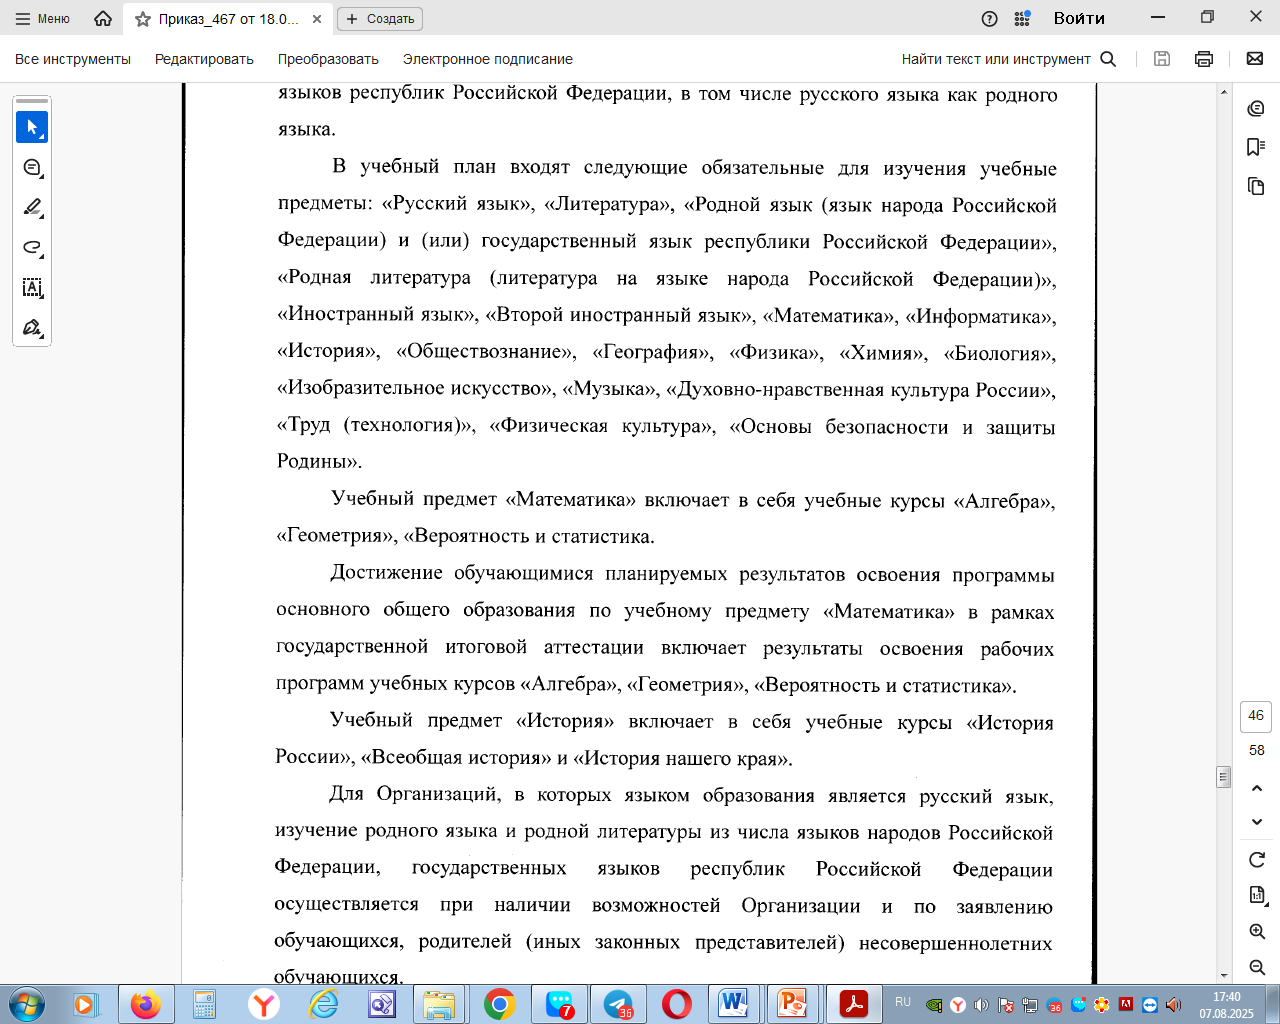 Меню
Приказ_467 от 18.0...
Создать
Войти
Все инструменты
Редактировать
Преобразовать
Электронное подписание
Найти текст или инструмент
языков республик Российской Федерации, в том числе русского языка как родного
языка.
В учебный план входят следующие обязательные для изучения учебные
предметы: «Русский язык», «Литература», «Родной язык (язык народа Российской
Федерации) и (или) государственный язык республики Российской Федерации»,
«Родная литература (литература на языке народа Российской Федерации)»,
«Иностранный язык», «Второй иностранный язык», «Математика», «Информатика»,
«История», «Обществознание», «География», «Физика», «Химия», «Биология»,
«Изобразительное искусство», «Музыка», «Духовно-нравственная культура России»,
«Труд (технология)», «Физическая культура», «Основы безопасности и защиты
Родины».
Учебный предмет «Математика» включает в себя учебные курсы «Алгебра»,
«Геометрия», «Вероятность и статистика.
Достижение обучающимися планируемых результатов освоения программы
основного общего образования по учебному предмету «Математика» в рамках
государственной итоговой аттестации включает результаты освоения рабочих
программ учебных курсов «Алгебра», «Геометрия», «Вероятность и статистика».
Учебный предмет «История» включает в себя учебные курсы «История
России», «Всеобщая история» и «История нашего края».
Для Организаций, в которых языком образования является русский язык,
изучение родного языка и родной литературы из числа языков народов Российской
Федерации, государственных языков республик Российской Федерации
осуществляется при наличии возможностей Организации и по заявлению
обучающихся, родителей (иных законных представителей) несовершеннолетних
обучающихся.
46
58
1:1
7
36
RU
36
17:40
07.08.2025